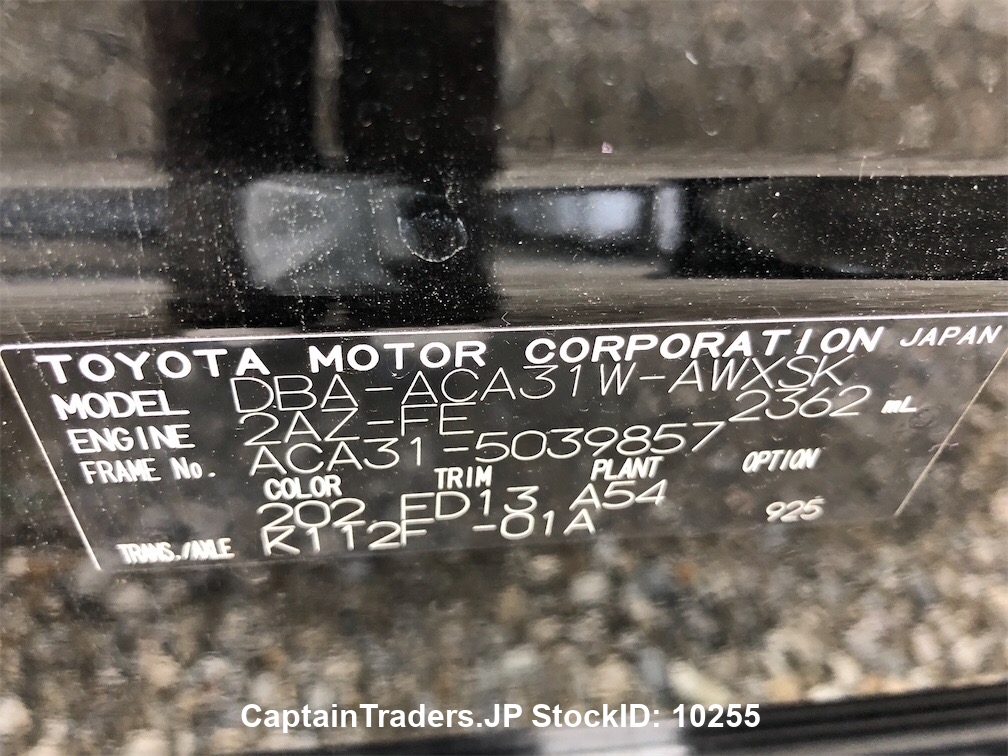 TOYOTA MOTOR CORPORATION JAPAN
MODEL DBA-ACA31W-AWXSK
ENGINE 2AZ-FE 2362 mL
FRAME No. ACA31-5039857
COLOR TRIM PLANT OPTION
202 FD13 A54 925
TRANS./AXLE K112F -01A
CaptainTraders.JP StockID: 10255